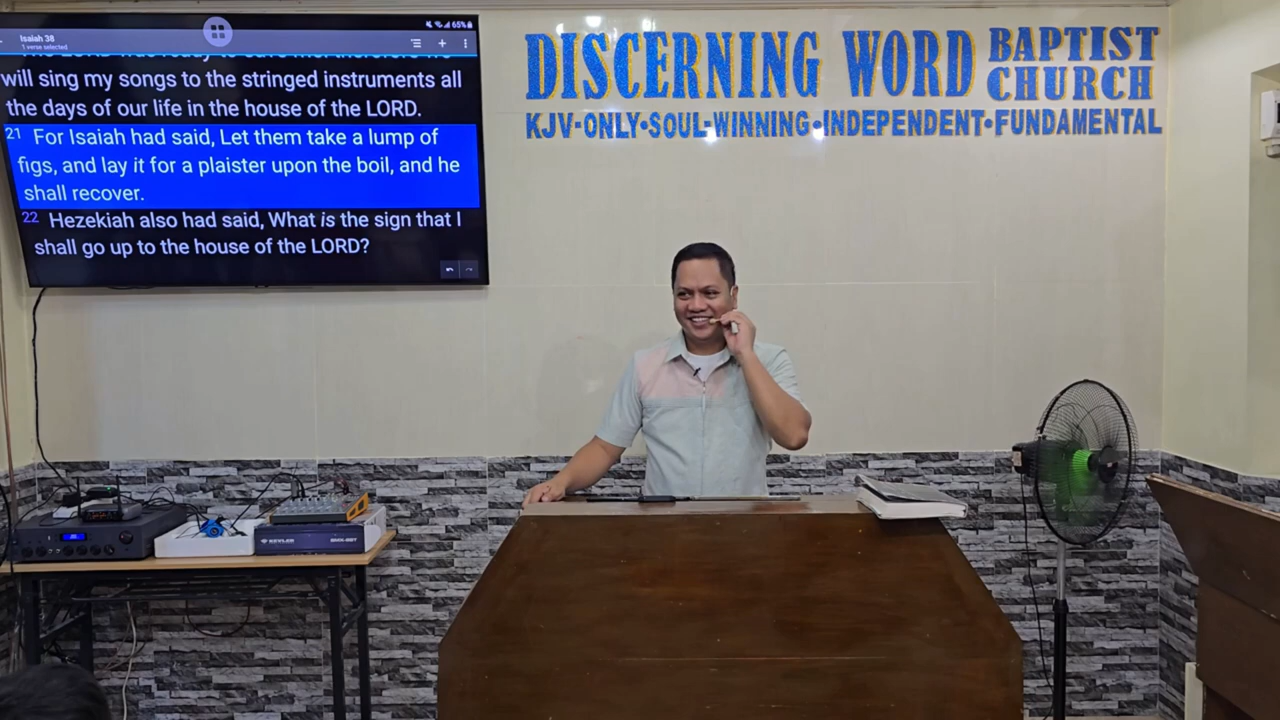 Isaiah 38
1 verse selected
65%
will sing my songs to the stringed instruments all
the days of our life in the house of the LORD.
21 For Isaiah had said, Let them take a lump of
figs, and lay it for a plaister upon the boil, and he
shall recover.
22 Hezekiah also had said, What is the sign that I
shall go up to the house of the LORD?
DISCERNING WORD BAPTIST
CHURCH
KJV-ONLY•SOUL-WINNING•INDEPENDENT•FUNDAMENTAL